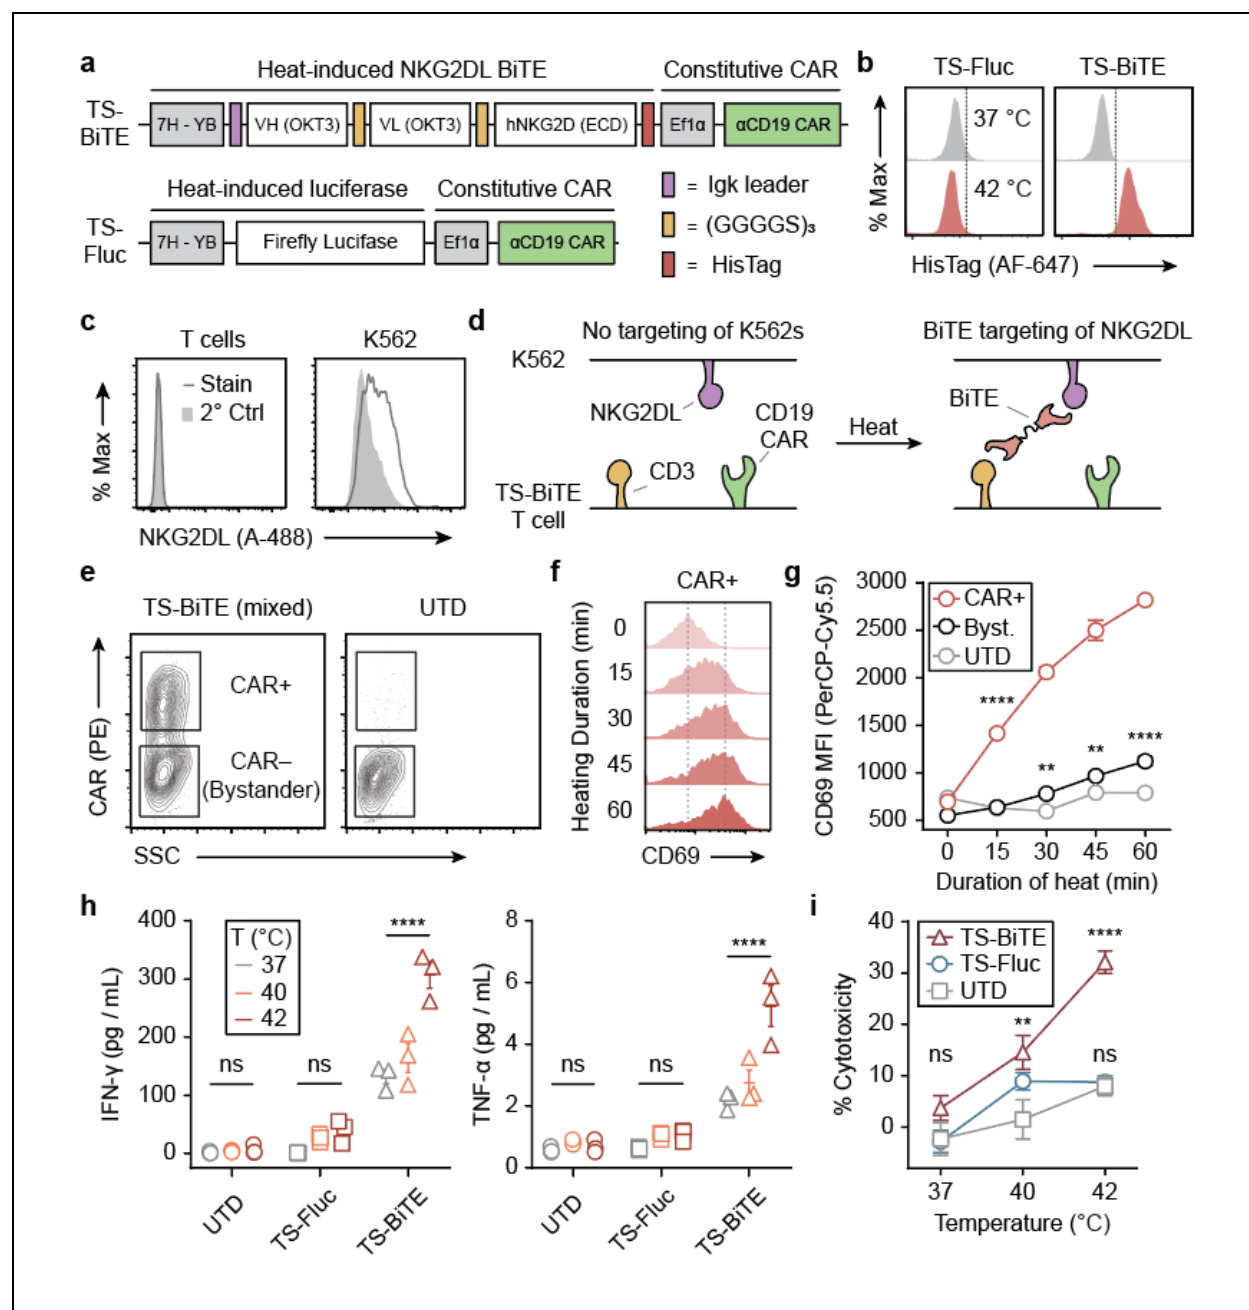 a
Heat-induced NKG2DL BiTE
Constitutive CAR
TS-
BiTE
7H - YB
VH (OKT3)
VL (OKT3)
hNKG2D (ECD)
Ef1α
αCD19 CAR
Heat-induced luciferase
Constitutive CAR
TS-
Fluc
7H - YB
Firefly Lucifase
Ef1α
αCD19 CAR
= Igk leader
= (GGGGS)₃
= HisTag
b
TS-Fluc
TS-BiTE
37 °C
42 °C
% Max
HisTag (AF-647)
c
T cells
K562
Stain
2° Ctrl
% Max
NKG2DL (A-488)
d
No targeting of K562s
BiTE targeting of NKG2DL
K562
NKG2DL
CD19
CAR
CD3
TS-BiTE
T cell
Heat
BiTE
e
TS-BiTE (mixed)
UTD
CAR+
CAR–
(Bystander)
CAR (PE)
SSC
f
CAR+
Heating Duration (min)
0
15
30
45
60
CD69
g
CD69 MFI (PerCP-Cy5.5)
3000
2500
2000
1500
1000
500
CAR+
Byst.
UTD
****
**
**
****
0 15 30 45 60
Duration of heat (min)
h
IFN-γ (pg / mL)
400
300
200
100
0
T (°C)
37
40
42
ns
ns
****
UTD
TS-Fluc
TS-BiTE
TNF-α (pg / mL)
8
6
4
2
0
ns
ns
****
UTD
TS-Fluc
TS-BiTE
i
% Cytotoxicity
40
30
20
10
0
TS-BiTE
TS-Fluc
UTD
ns
**
****
ns
37 40 42
Temperature (°C)